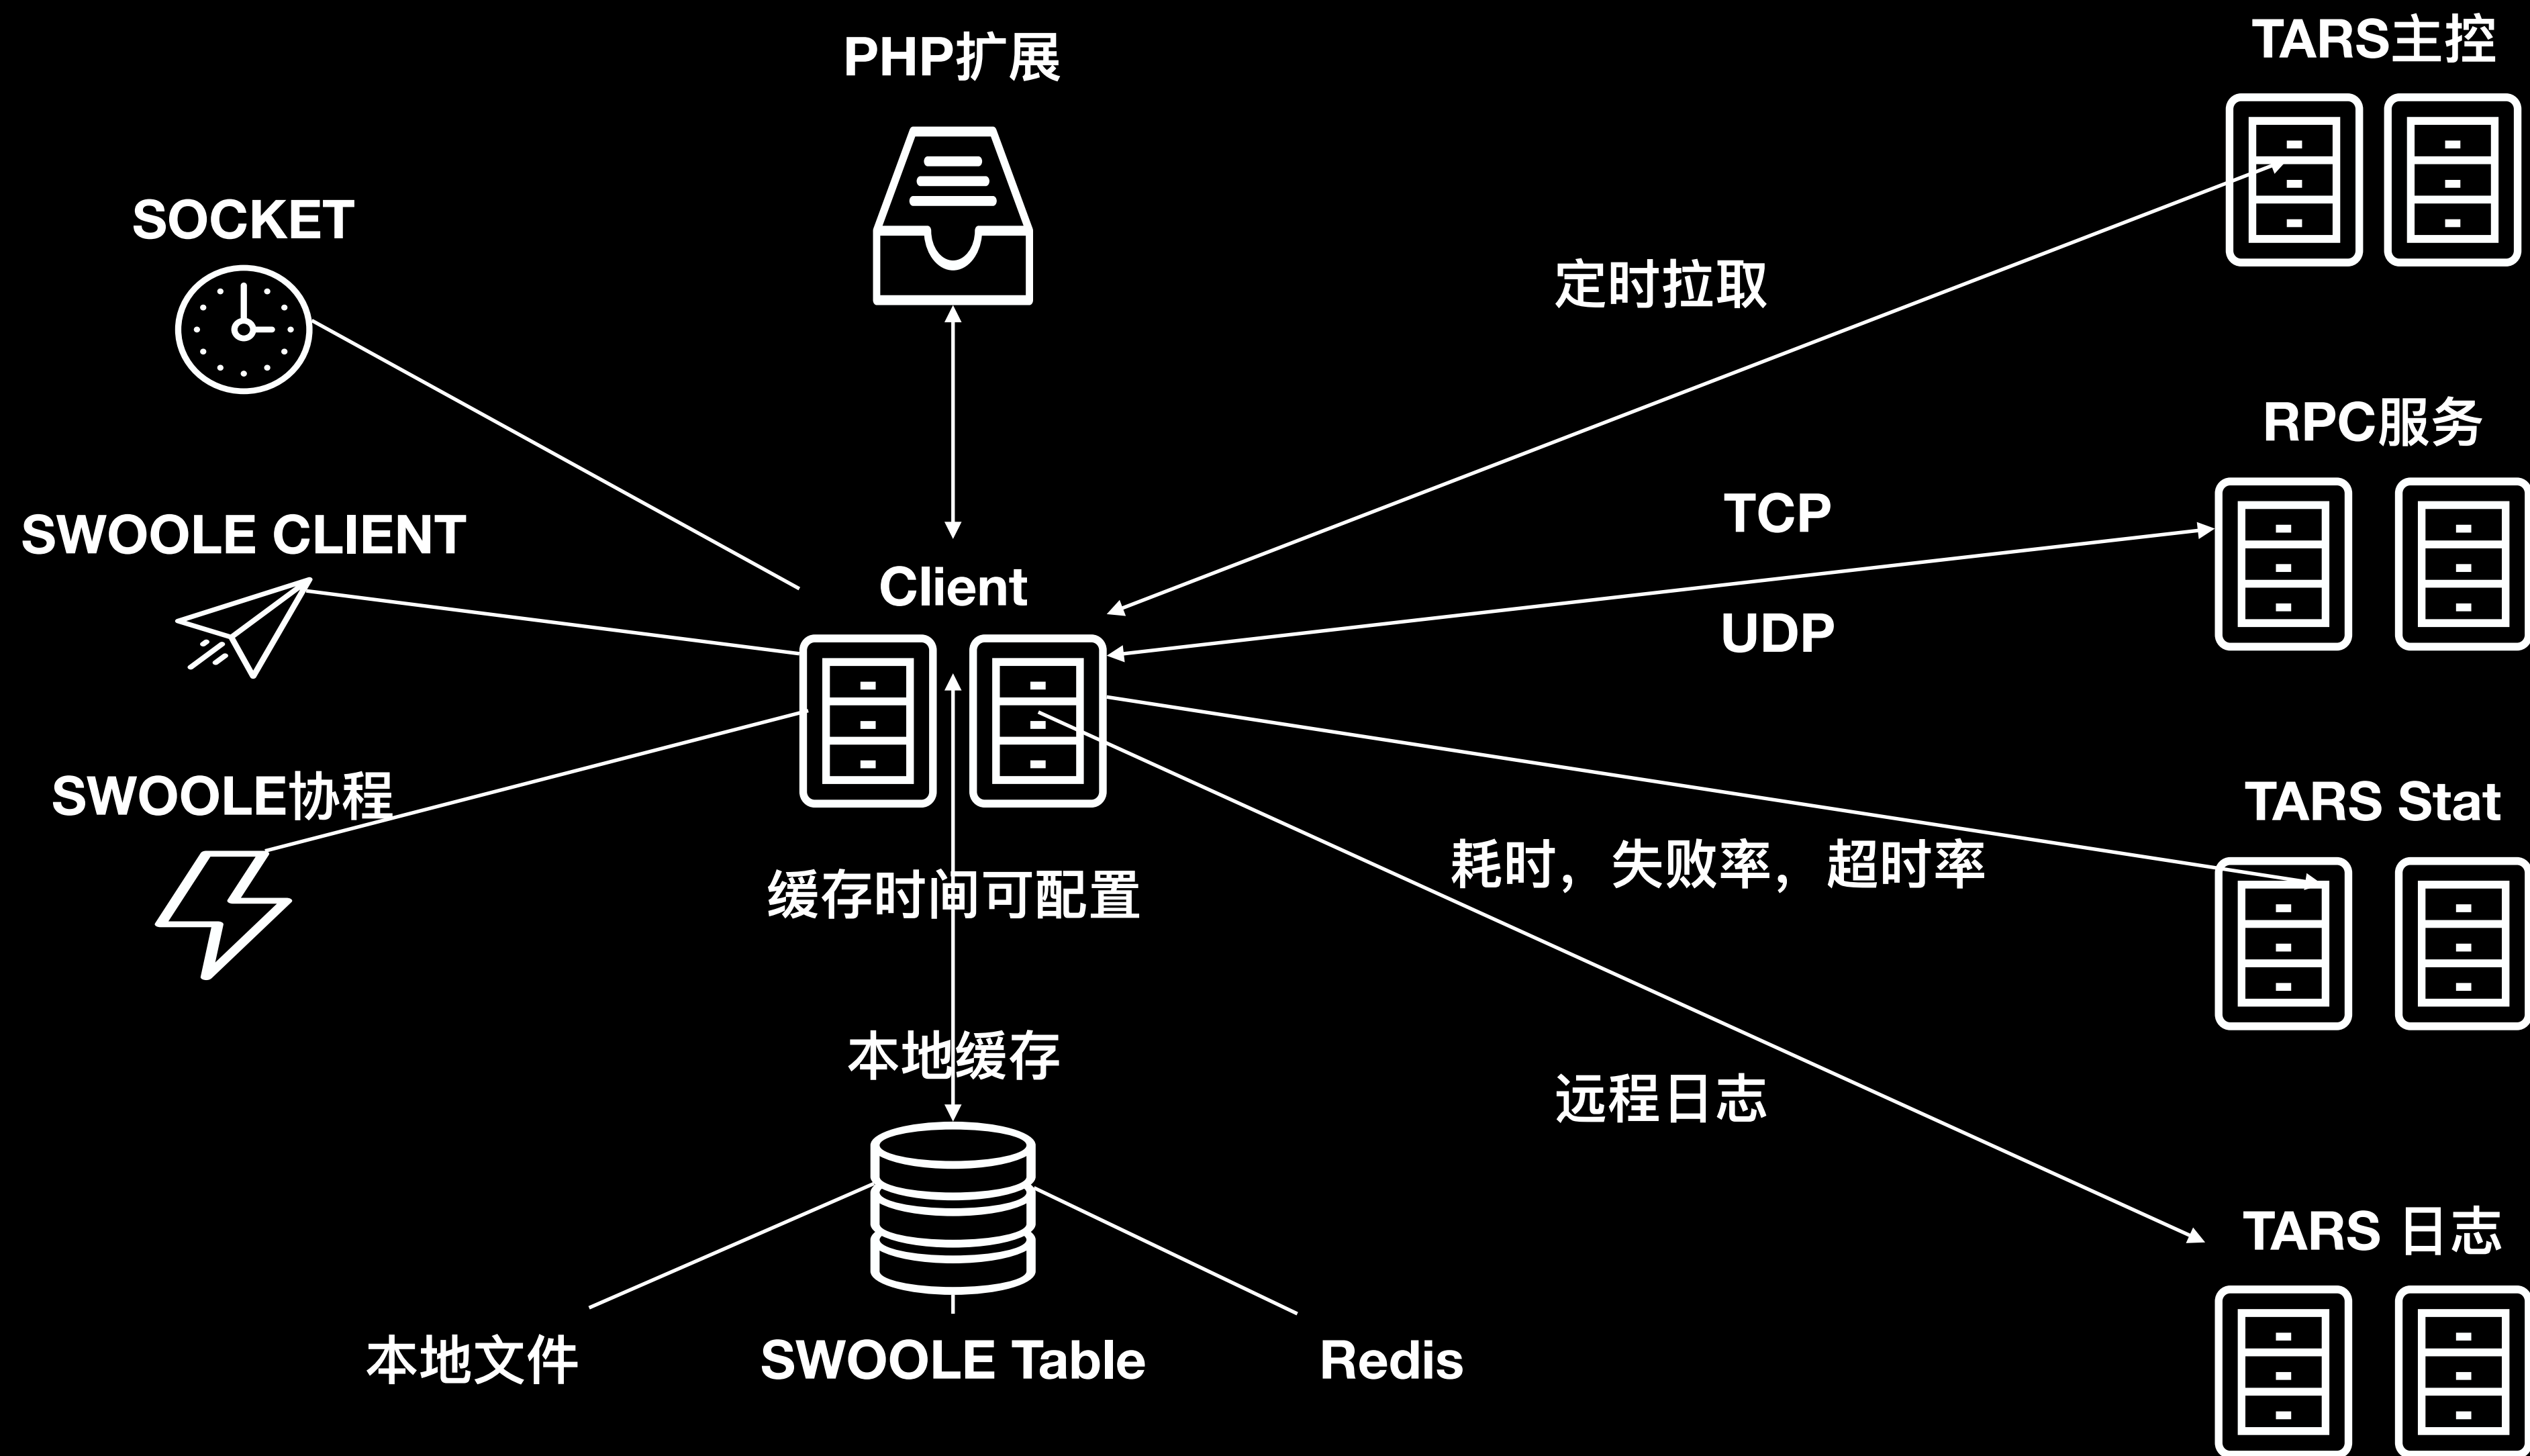 PHP扩展
TARS主控
SOCKET
定时拉取
RPC服务
SWOOLE CLIENT
TCP
Client
UDP
SWOOLE协程
TARS Stat
缓存时间可配置
耗时，失败率，超时率
本地缓存
远程日志
TARS 日志
本地文件
SWOOLE Table
Redis